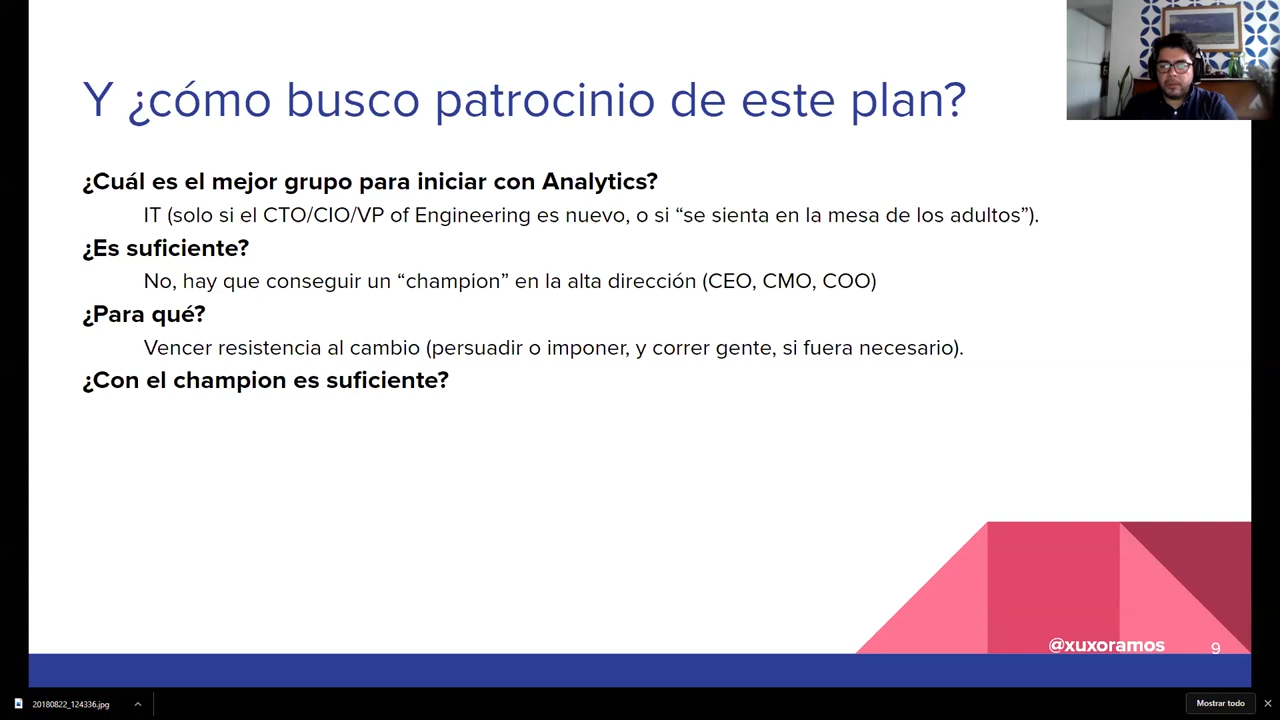 Y ¿cómo busco patrocinio de este plan?
¿Cuál es el mejor grupo para iniciar con Analytics?
IT (solo si el CTO/CIO/VP of Engineering es nuevo, o si “se sienta en la mesa de los adultos”).
¿Es suficiente?
No, hay que conseguir un “champion” en la alta dirección (CEO, CMO, COO)
¿Para qué?
Vencer resistencia al cambio (persuadir o imponer, y correr gente, si fuera necesario).
¿Con el champion es suficiente?
@xuxoramos
9
20180822_124336.jpg
Mostrar todo